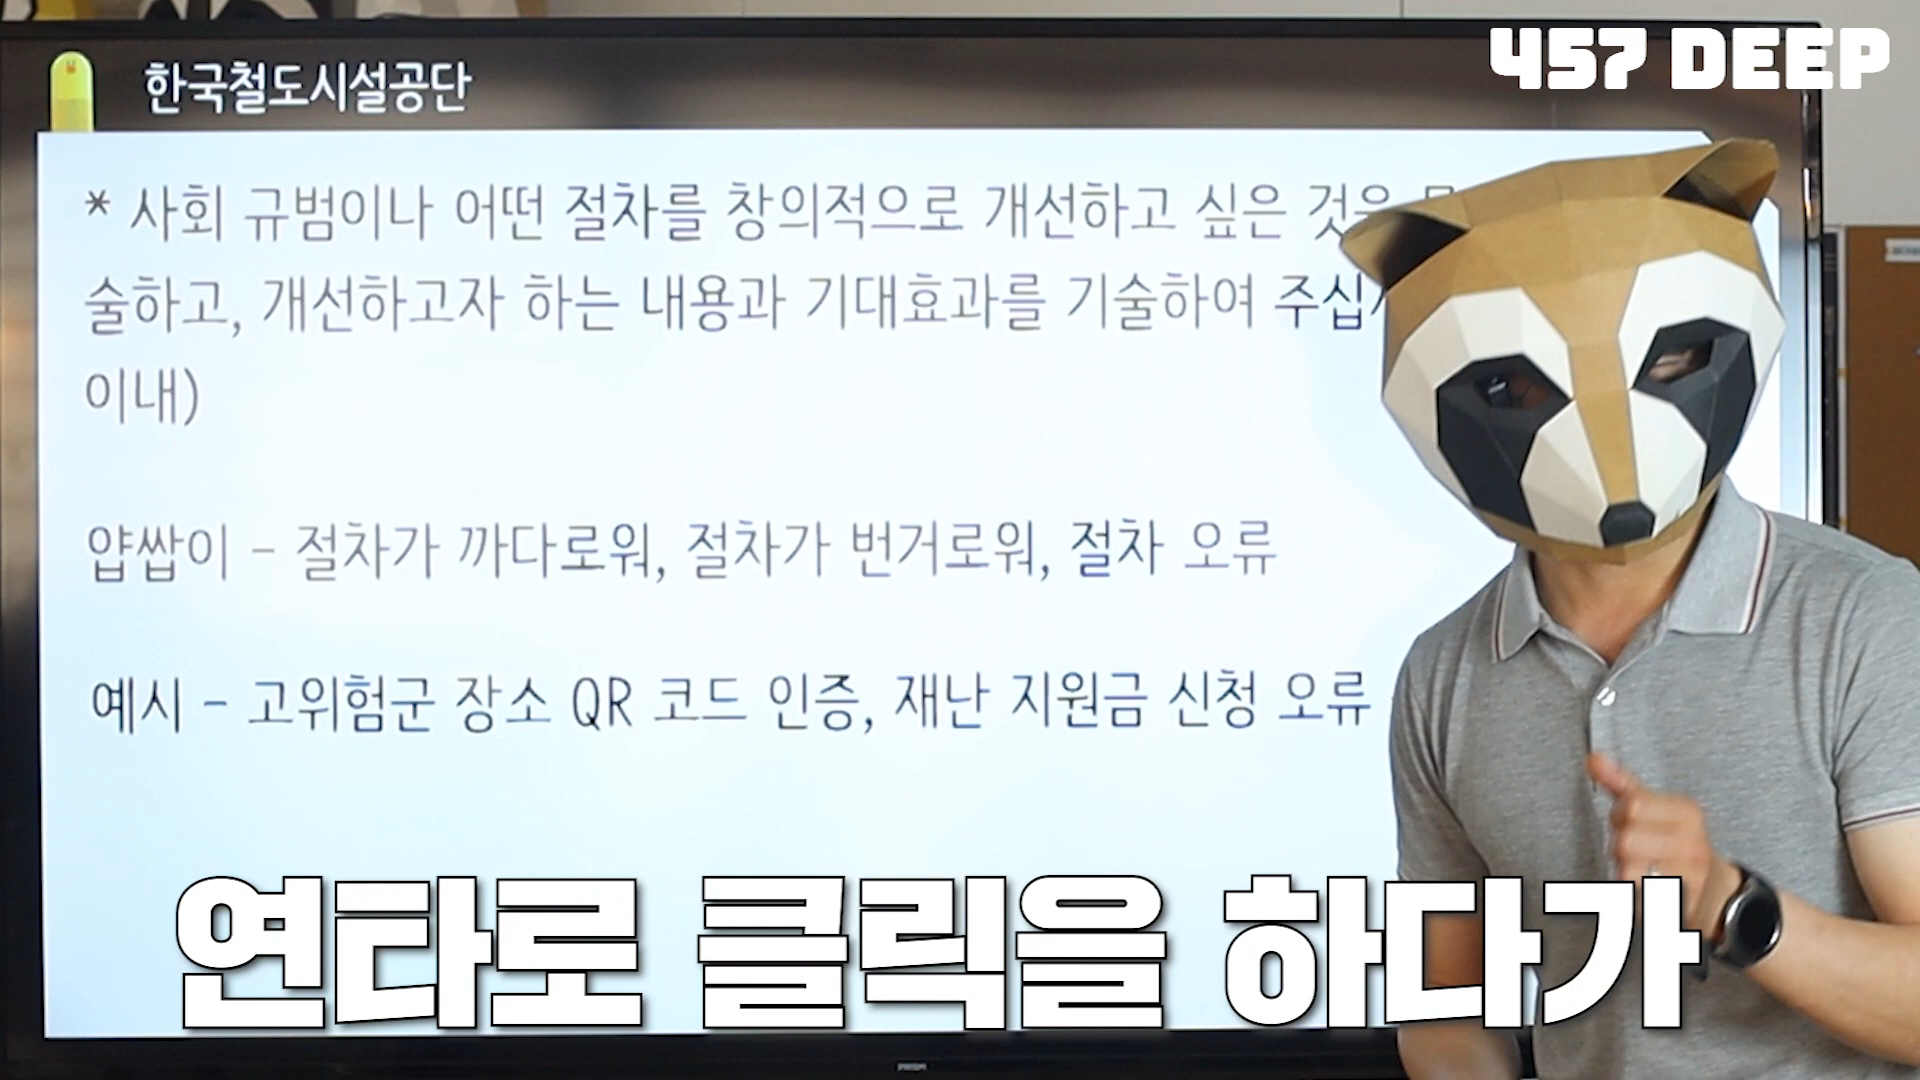 457 DEEP
한국철도시설공단
* 사회 규범이나 어떤 절차를 창의적으로 개선하고 싶은 것을
술하고, 개선하고자 하는 내용과 기대효과를 기술하여 주십
이내)
얍쌉이 - 절차가 까다로워, 절차가 번거로워, 절차 오류
예시 - 고위험군 장소 QR 코드 인증, 재난 지원금 신청 오류
연타로 클릭을 하다가